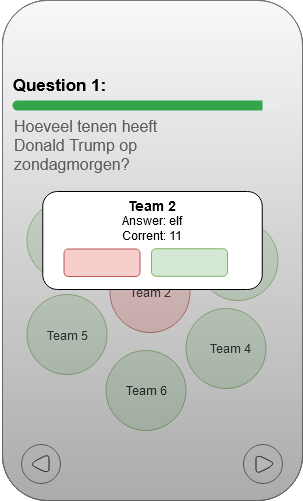 Question 1:
Hoeveel tenen heeft
Donald Trump op
zondagmorgen?
Team 2
Answer: elf
Corrent: 11
Team 2
Team 5
Team 4
Team 6